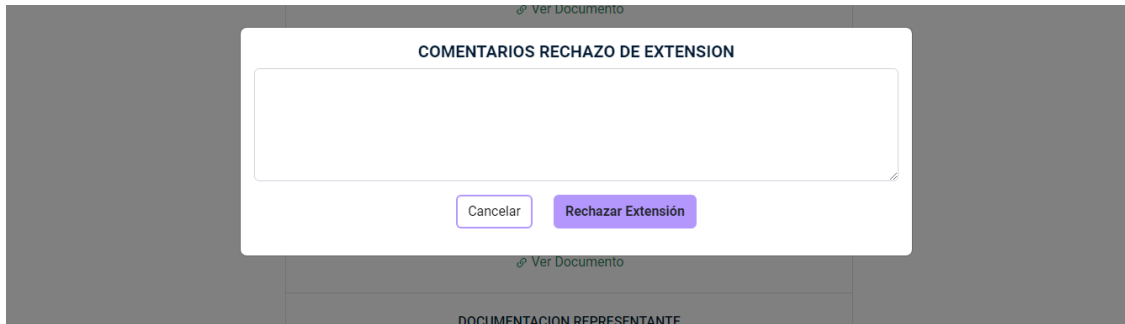 Ver Documento
COMENTARIOS RECHAZO DE EXTENSION
Cancelar
Rechazar Extensión
Ver Documento
DOCUMENTACION REPRESENTANTE